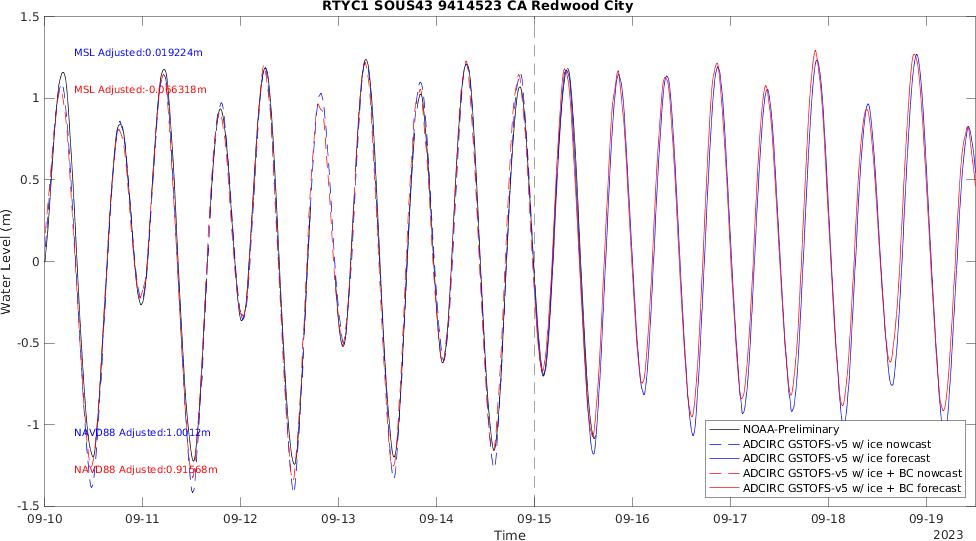 RTYC1 SOUS43 9414523 CA Redwood City
1.5
1
0.5
0
-0.5
-1
-1.5
Water Level (m)
MSL Adjusted:0.019224m
MSL Adjusted:-0.066318m
NAVD88 Adjusted:1.0012m
NAVD88 Adjusted:0.91568m
NOAA-Preliminary
ADCIRC GSTOFS-v5 w/ ice nowcast
ADCIRC GSTOFS-v5 w/ ice forecast
ADCIRC GSTOFS-v5 w/ ice + BC nowcast
ADCIRC GSTOFS-v5 w/ ice + BC forecast
09-10 09-11 09-12 09-13 09-14 09-15 09-16 09-17 09-18 09-19
Time
2023